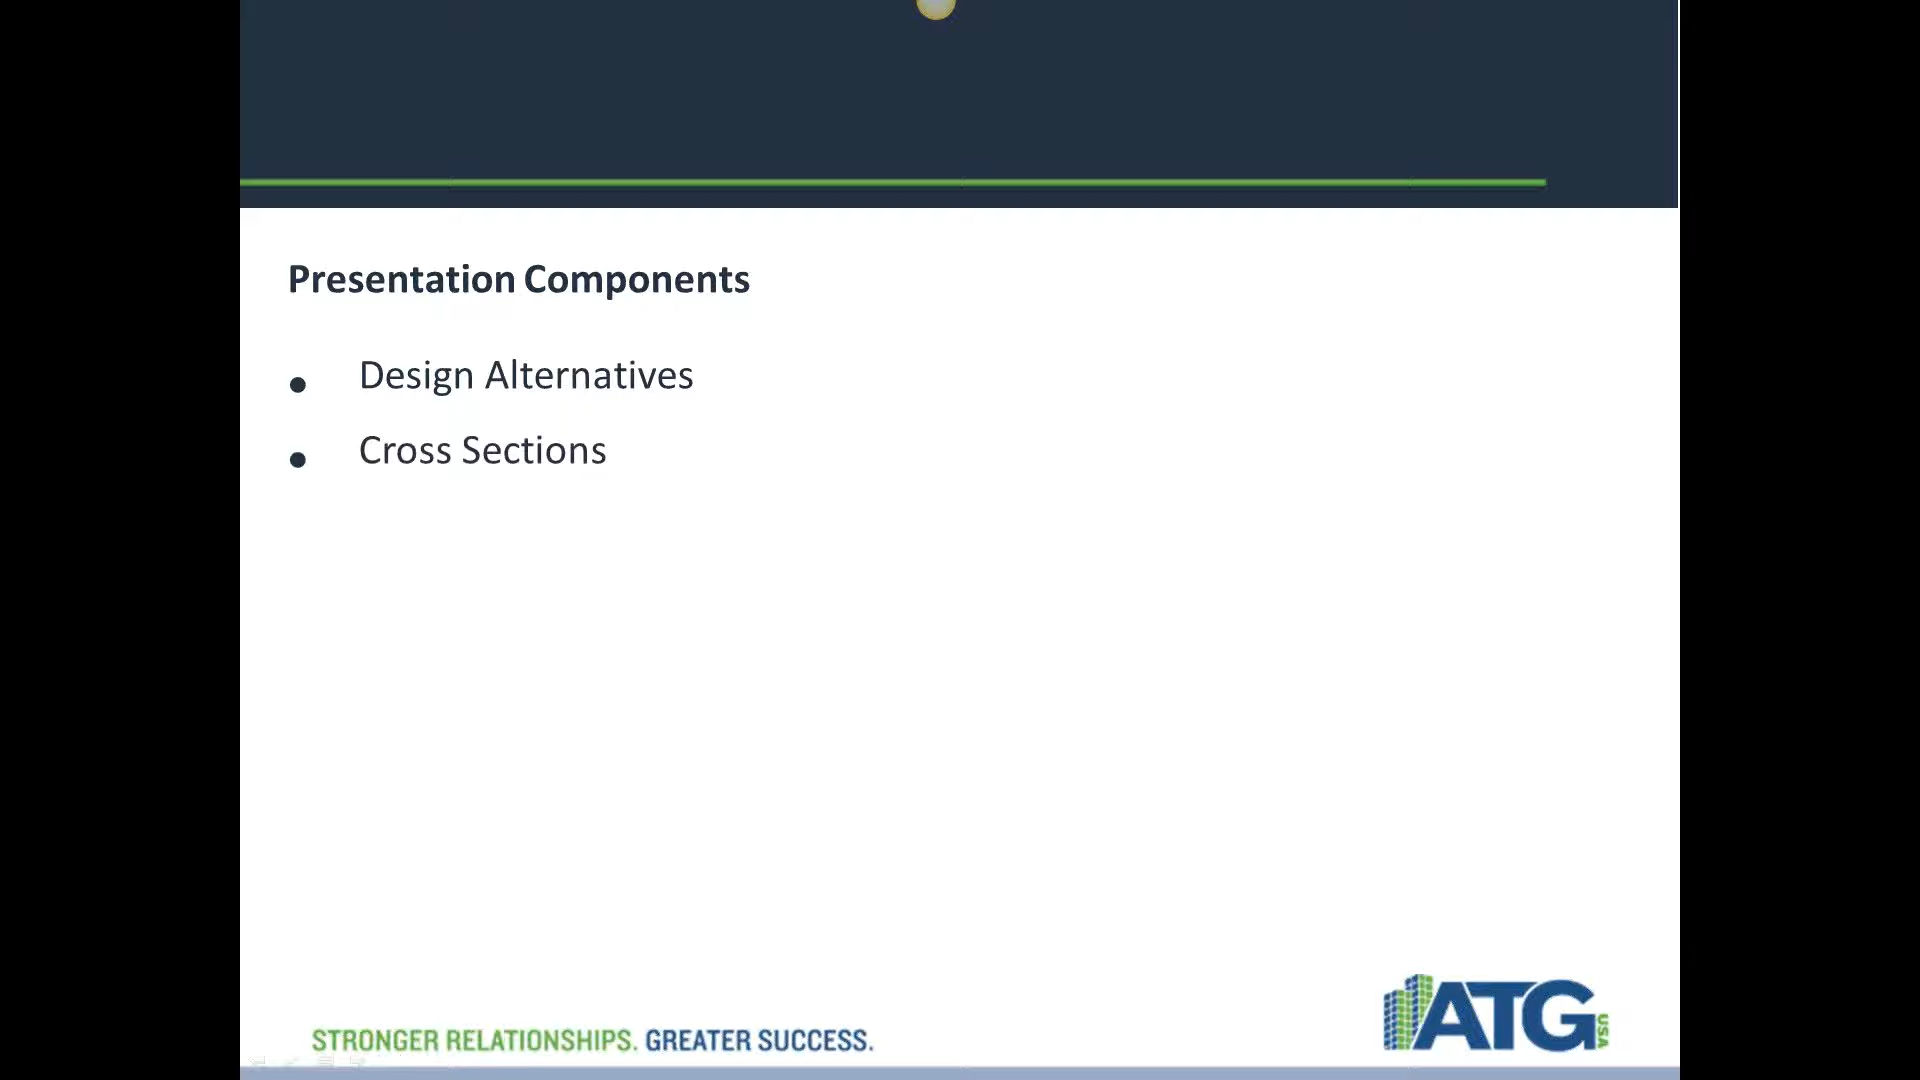 Presentation Components
• Design Alternatives
• Cross Sections
STRONGER RELATIONSHIPS. GREATER SUCCESS.
ATG USA